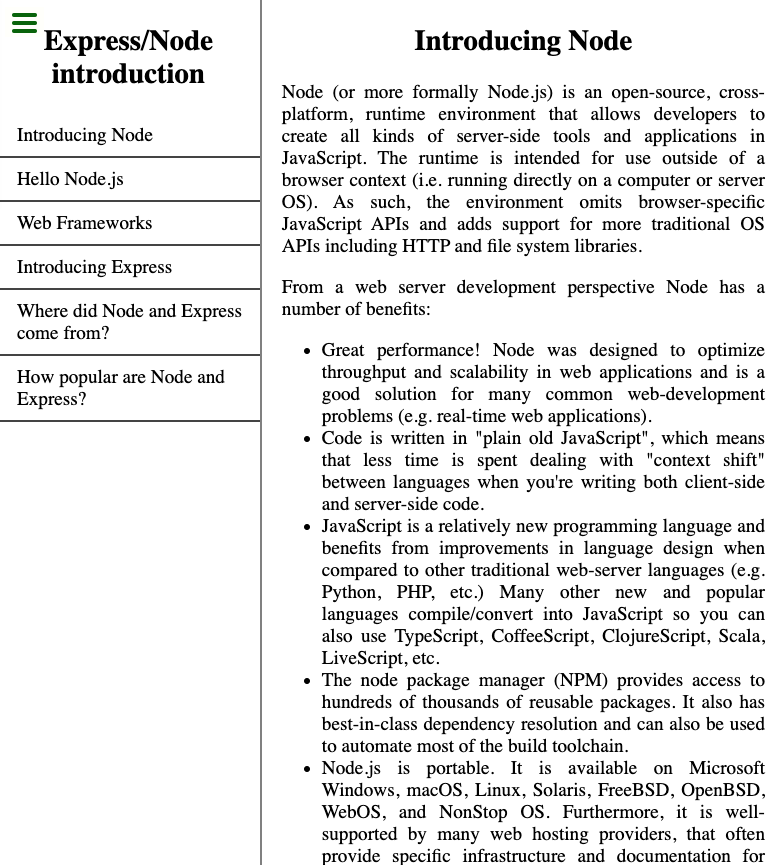 Express/Node
introduction
Introducing Node
Hello Node.js
Web Frameworks
Introducing Express
Where did Node and Express
come from?
How popular are Node and
Express?
Introducing Node
Node (or more formally Node.js) is an open-source, cross-
platform, runtime environment that allows developers to
create all kinds of server-side tools and applications in
JavaScript. The runtime is intended for use outside of a
browser context (i.e. running directly on a computer or server
OS). As such, the environment omits browser-specific
JavaScript APIs and adds support for more traditional OS
APIs including HTTP and file system libraries.
From a web server development perspective Node has a
number of benefits:
• Great performance! Node was designed to optimize
throughput and scalability in web applications and is a
good solution for many common web-development
problems (e.g. real-time web applications).
• Code is written in "plain old JavaScript", which means
that less time is spent dealing with "context shift"
between languages when you're writing both client-side
and server-side code.
• JavaScript is a relatively new programming language and
benefits from improvements in language design when
compared to other traditional web-server languages (e.g.
Python, PHP, etc.) Many other new and popular
languages compile/convert into JavaScript so you can
also use TypeScript, CoffeeScript, ClojureScript, Scala,
LiveScript, etc.
• The node package manager (NPM) provides access to
hundreds of thousands of reusable packages. It also has
best-in-class dependency resolution and can also be used
to automate most of the build toolchain.
• Node.js is portable. It is available on Microsoft
Windows, macOS, Linux, Solaris, FreeBSD, OpenBSD,
WebOS, and NonStop OS. Furthermore, it is well-
supported by many web hosting providers, that often
provide specific infrastructure and documentation for